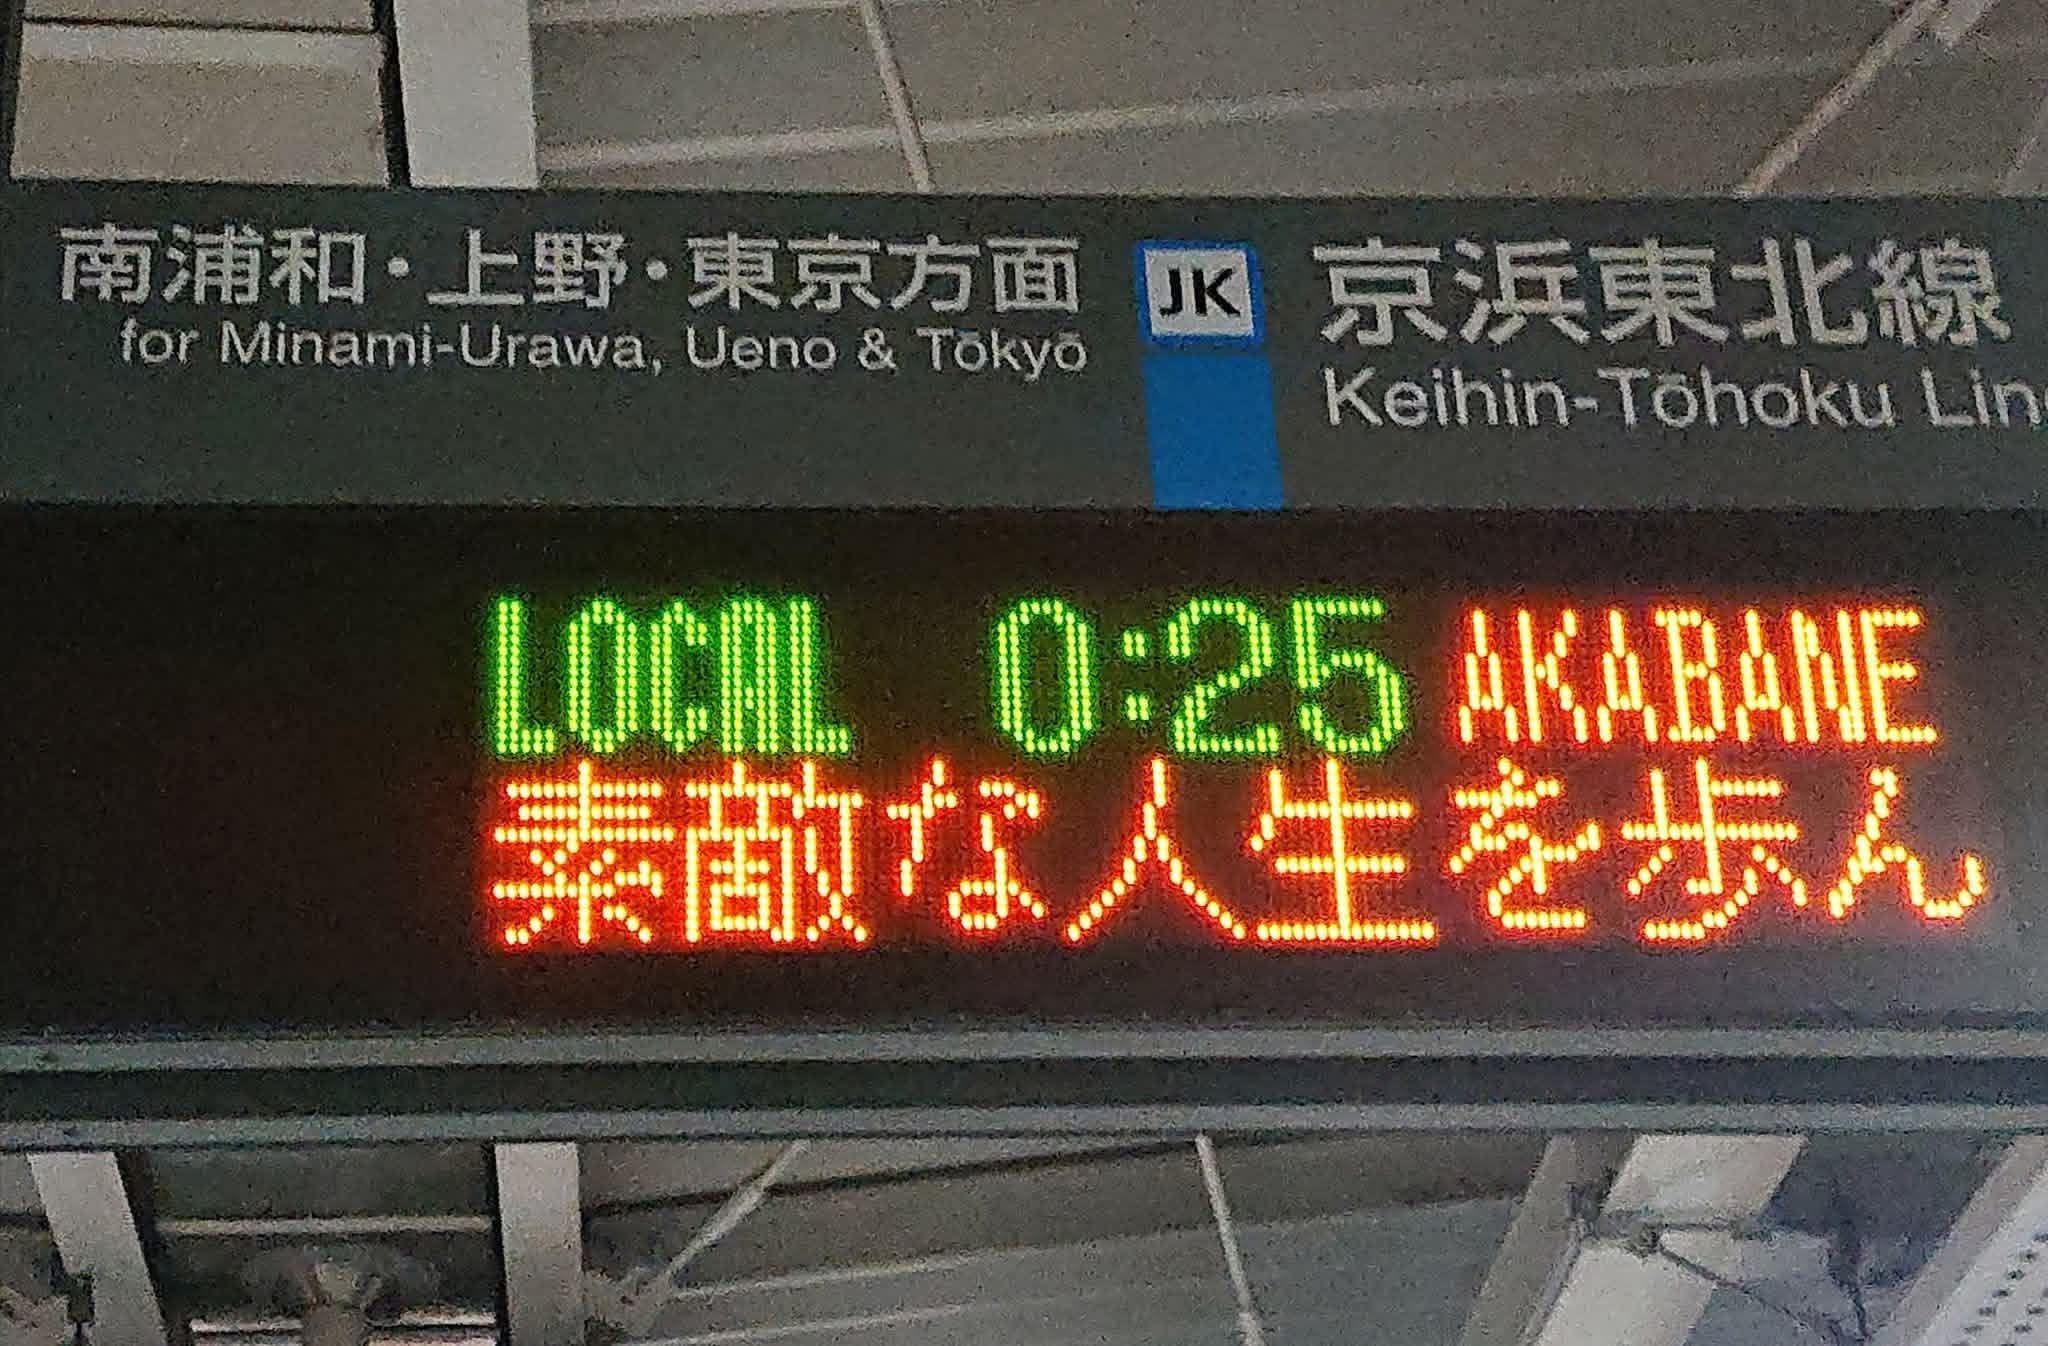 南浦和・上野・東京方面
for Minami-Urawa, Ueno & Tōkyō
JK
京浜東北線
Keihin-Tōhoku Lin
LOCAL 0:25 AKABANE
素敵な人生を歩ん